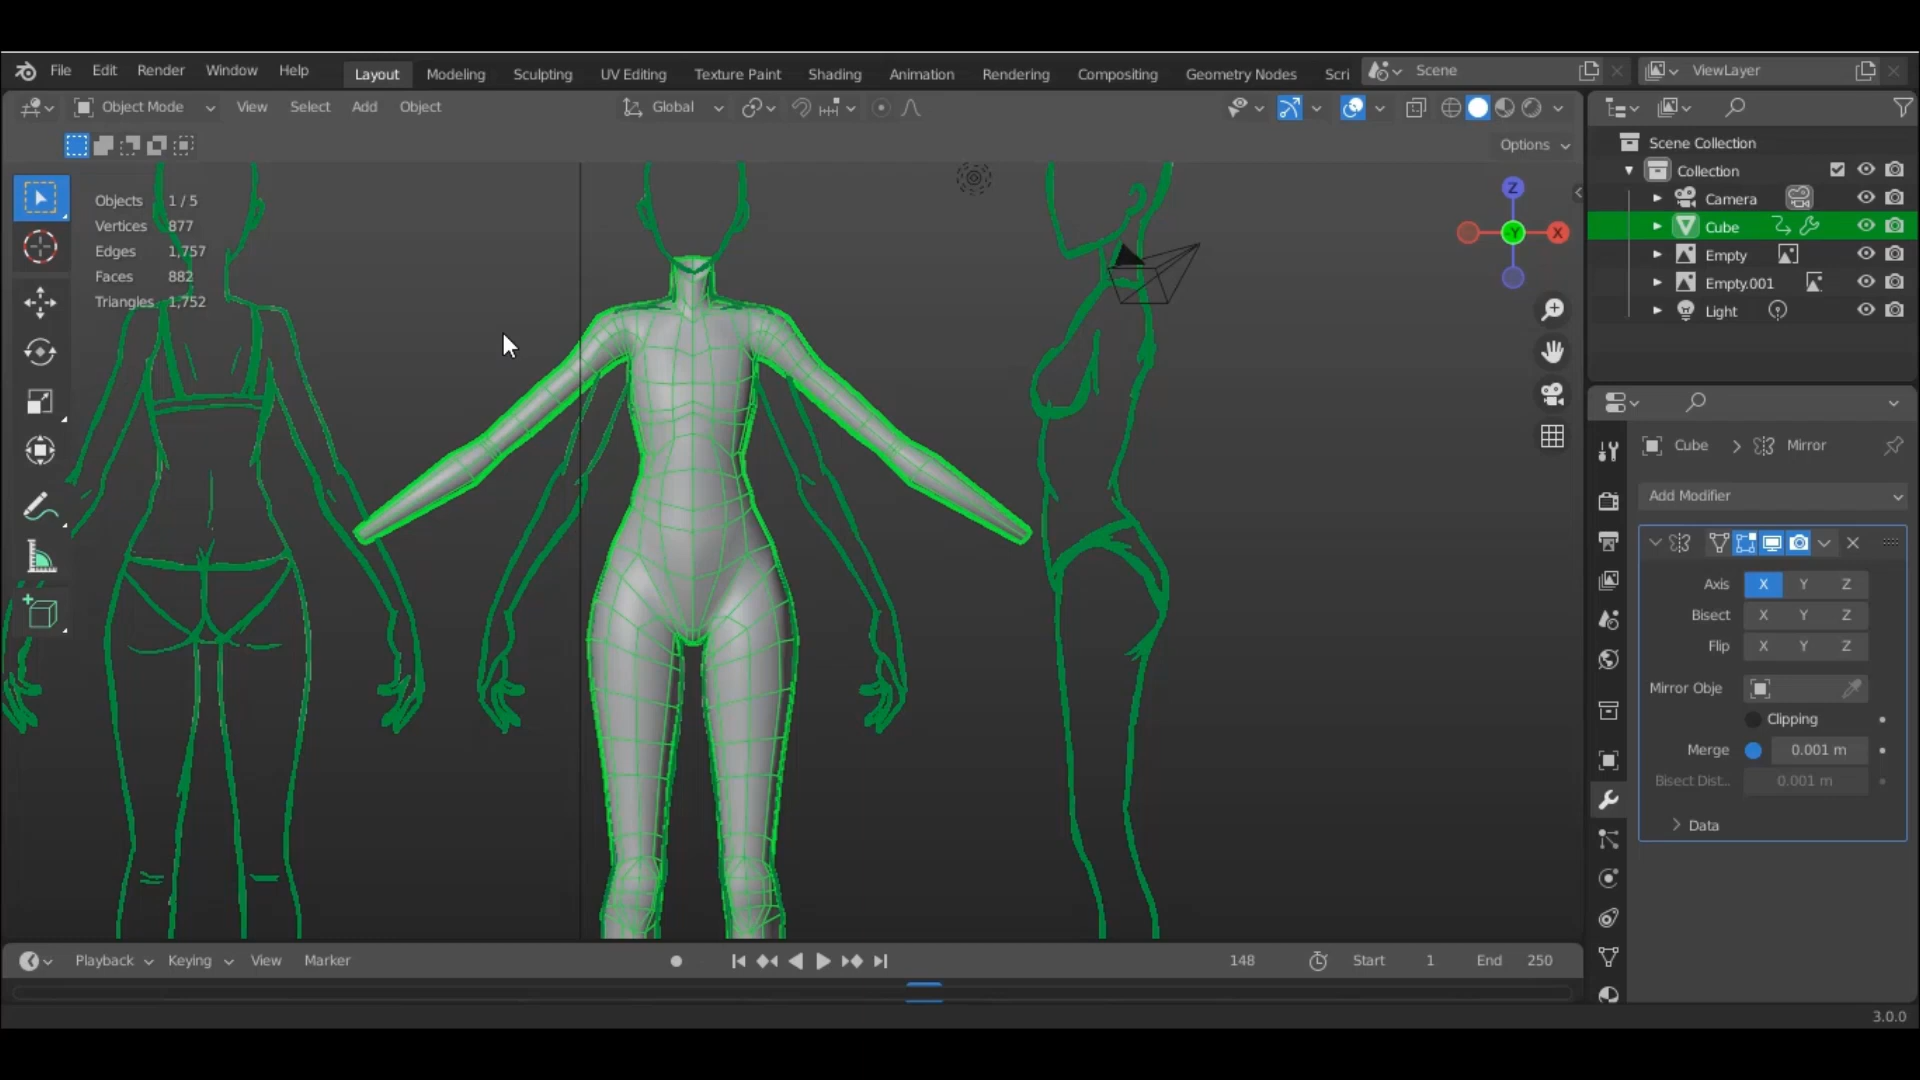 File Edit Render Window Help Layout Modeling Sculpting UV Editing Texture Paint Shading Animation Rendering Compositing Geometry Nodes Scri Scene ViewLayer
Object Mode View Select Add Object Global
Options
Objects 1 / 5
Vertices 877
Edges 1,757
Faces 882
Triangles 1,752
Z
Y
X
Scene Collection
Collection
Camera
Cube
Empty
Empty.001
Light
Cube > Mirror
Add Modifier
Axis X Y Z
Bisect X Y Z
Flip X Y Z
Mirror Obje
Clipping
Merge 0.001 m
Bisect Dist.. 0.001 m
Data
Playback Keying View Marker 148 Start 1 End 250
3.0.0